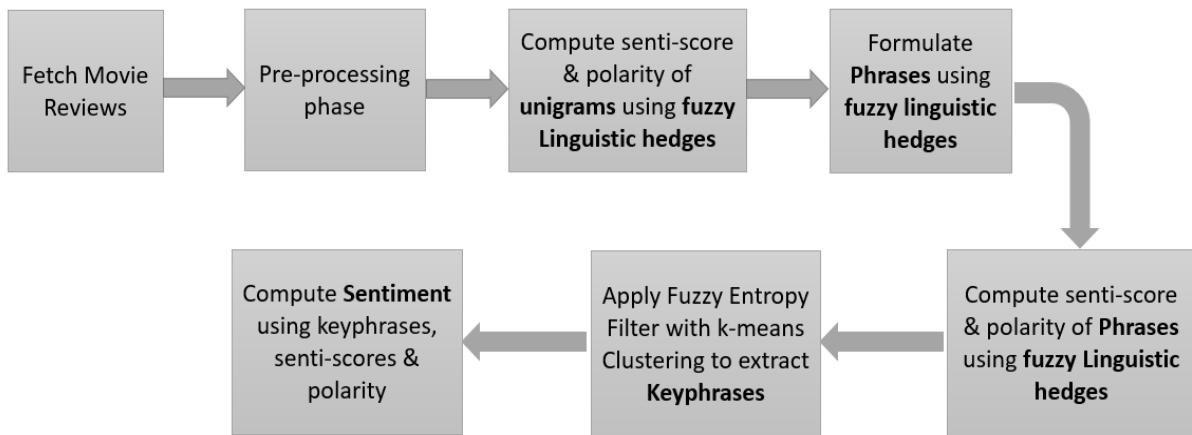 Fetch Movie
Reviews
Pre-processing
phase
Compute senti-score
& polarity of
unigrams using fuzzy
Linguistic hedges
Formulate
Phrases using
fuzzy linguistic
hedges
Compute senti-score
& polarity of Phrases
using fuzzy Linguistic
hedges
Apply Fuzzy Entropy
Filter with k-means
Clustering to extract
Keyphrases
Compute Sentiment
using keyphrases,
senti-scores &
polarity